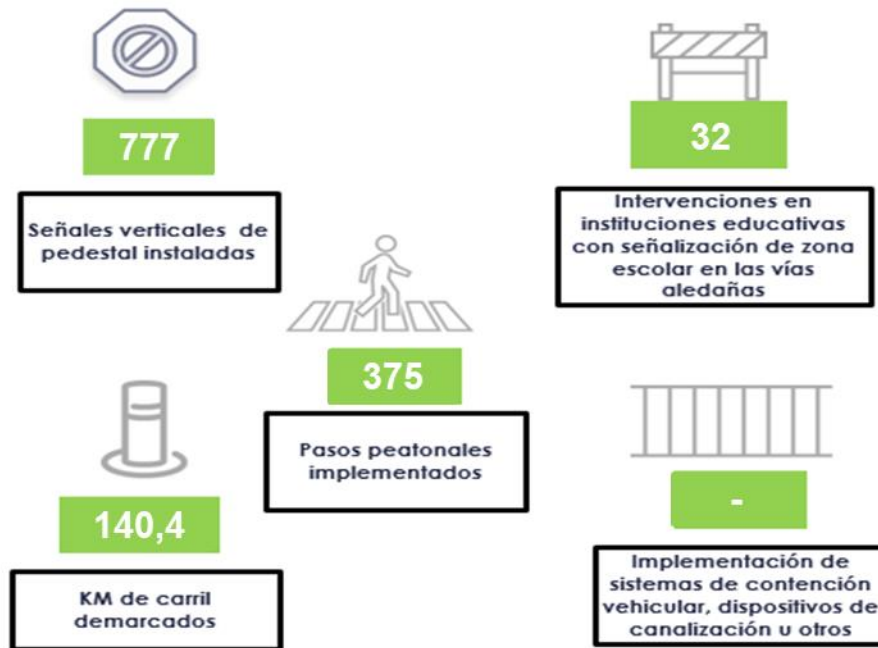 777
Señales verticales de
pedestal instaladas
32
Intervenciones en
instituciones educativas
con señalización de zona
escolar en las vías
aledañas
375
Pasos peatonales
implementados
140,4
KM de carril
demarcados
-
Implementación de
sistemas de contención
vehicular, dispositivos de
canalización u otros